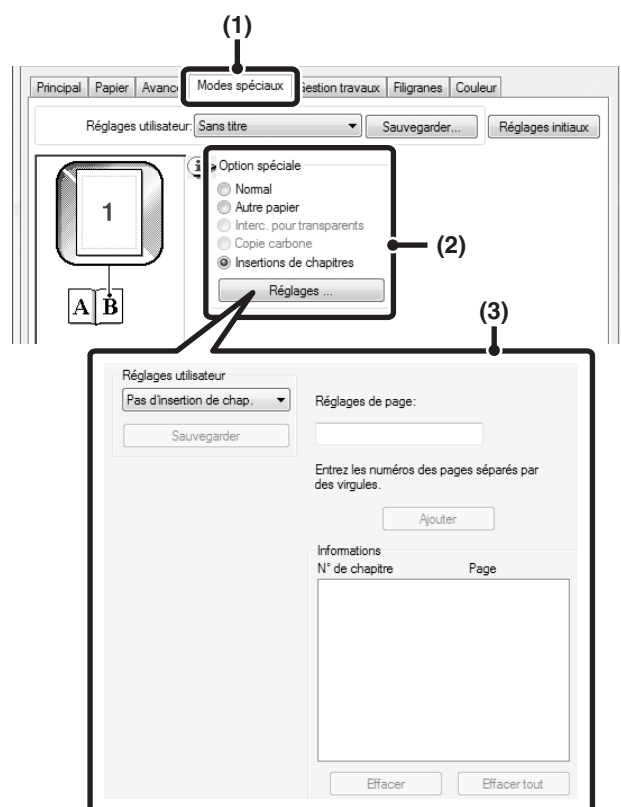 (1)
Principal Papier Avancé Modes spéciaux Gestion travaux Filigranes Couleur
Réglages utilisateur: Sans titre Sauvegarder... Réglages initiaux
1
A B
Option spéciale
Normal
Autre papier
Interc. pour transparents
Copie carbone
Insertions de chapitres
Réglages ...
(2)
(3)
Réglages utilisateur
Pas d'insertion de chap.
Sauvegarder
Réglages de page:
Entrez les numéros des pages séparés par
des virgules.
Ajouter
Informations
N° de chapitre Page
Effacer Effacer tout